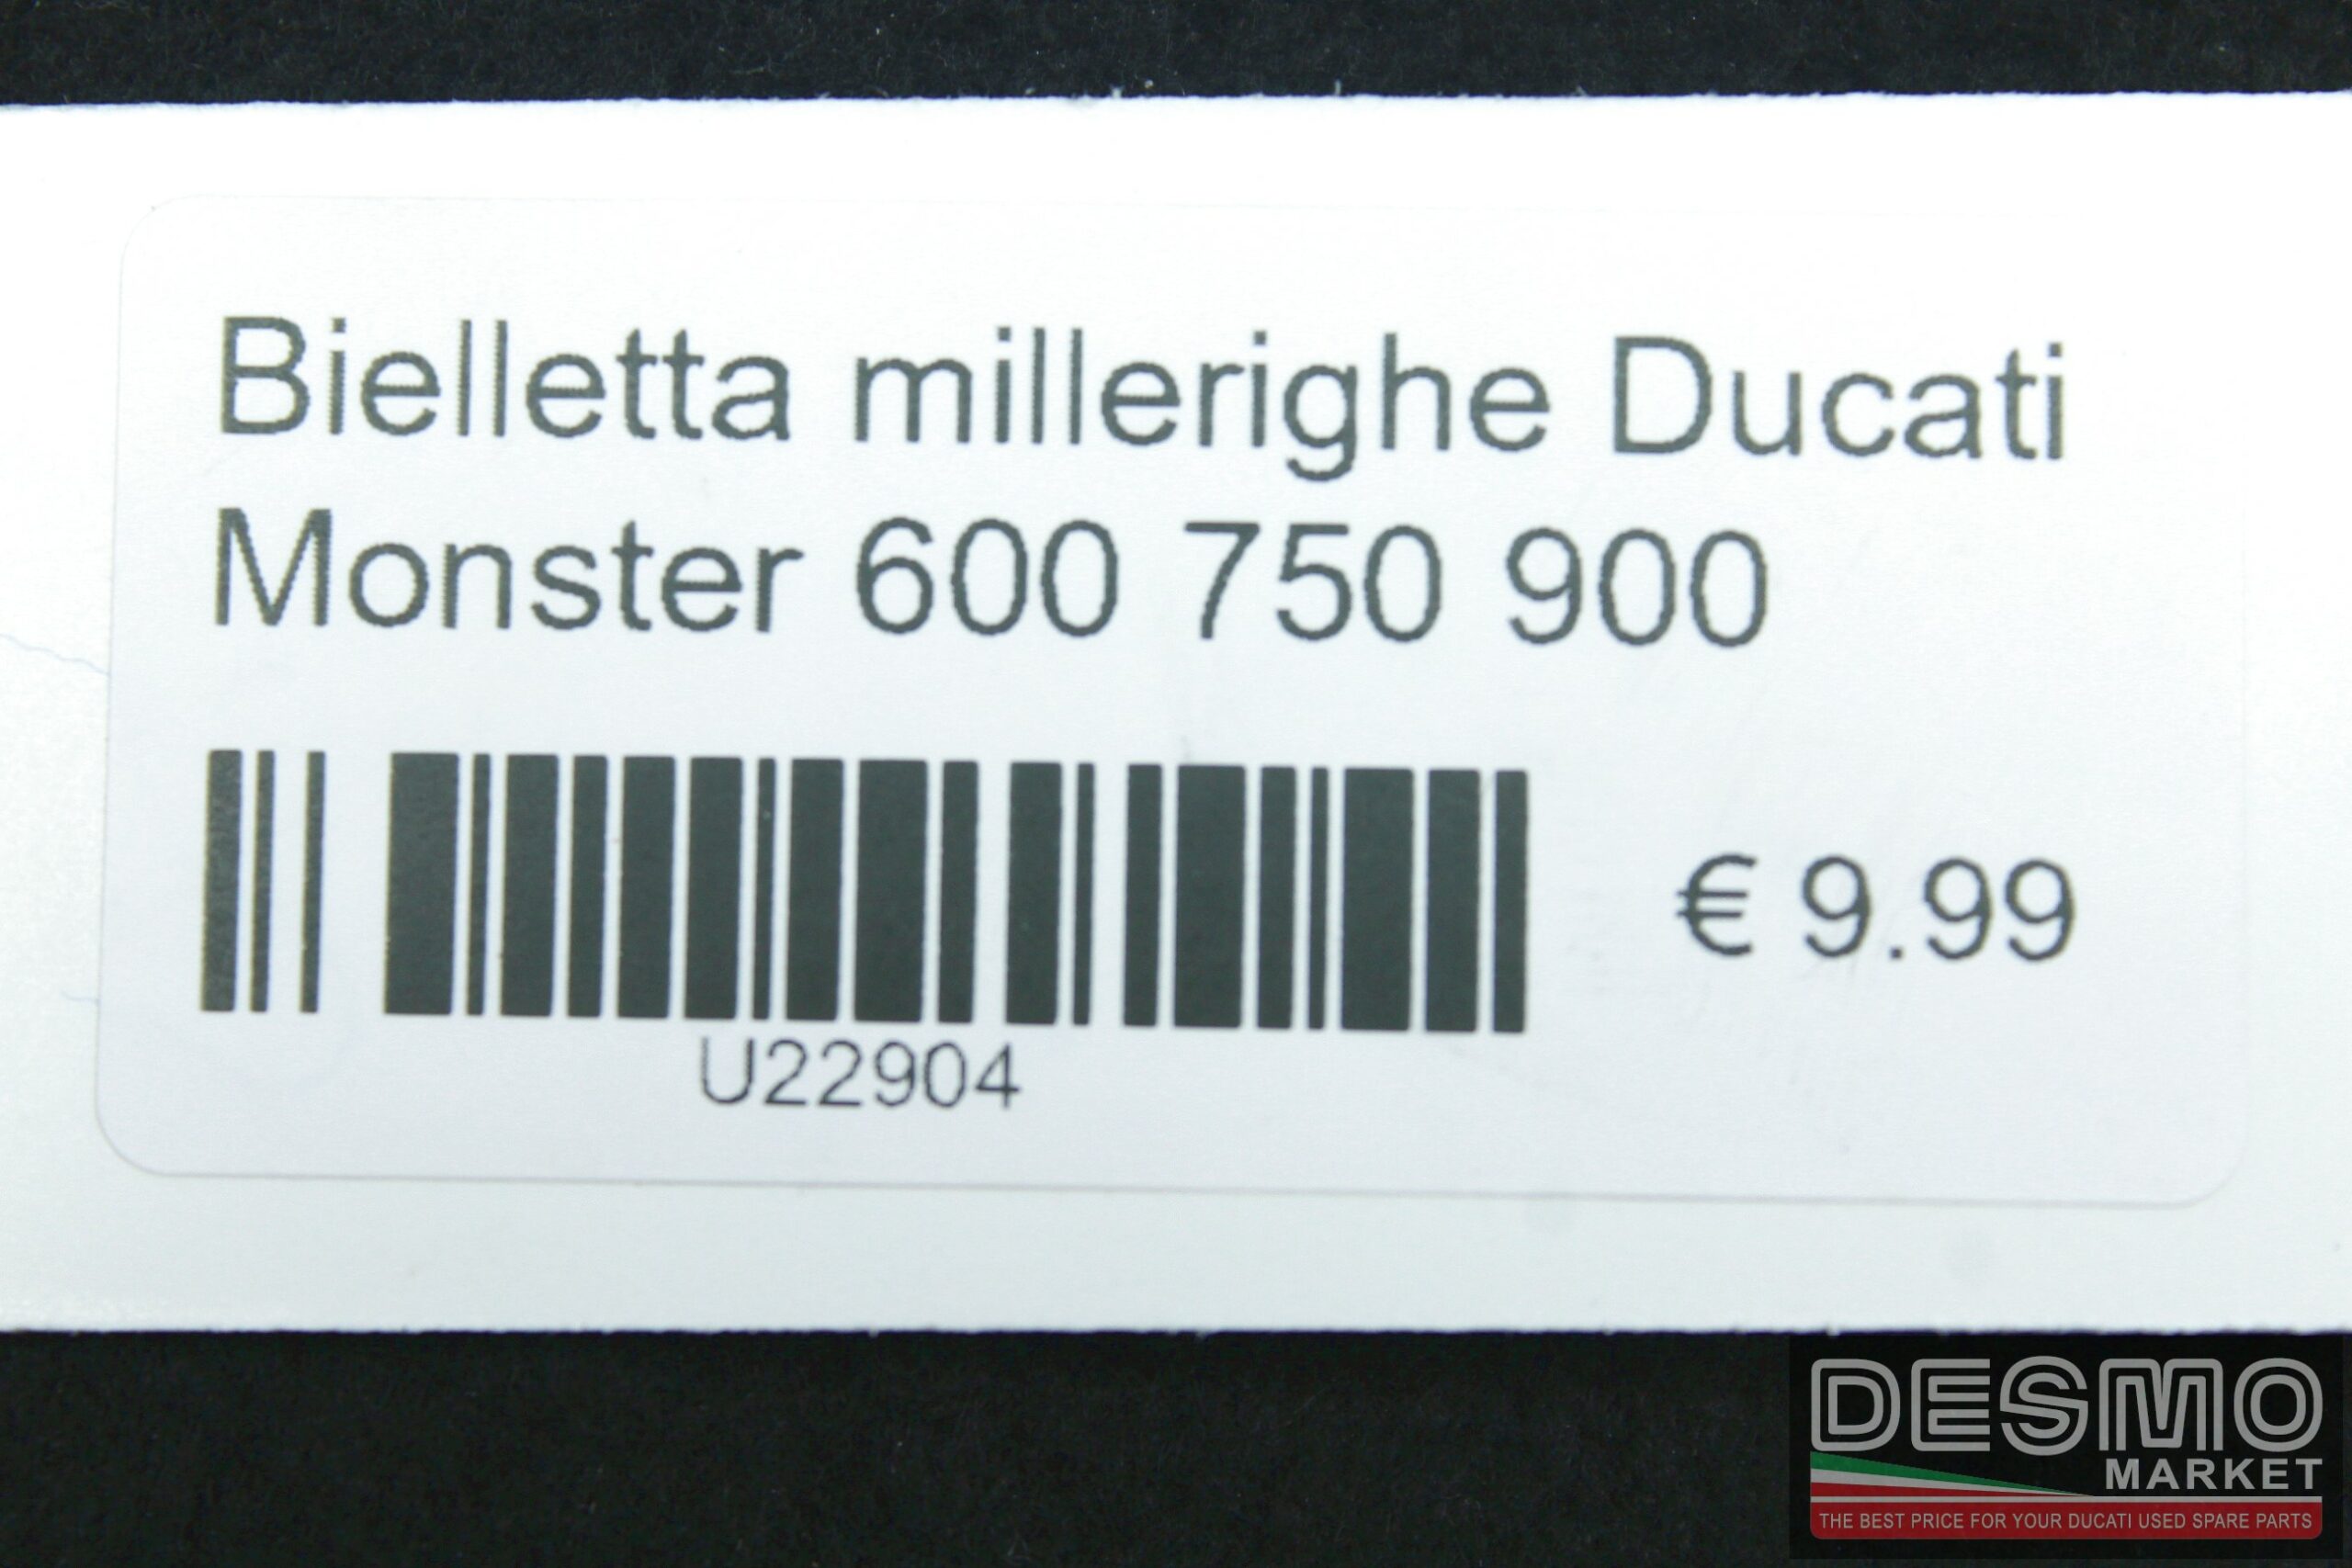 Bielletta millerighe Ducati
Monster 600 750 900
€ 9.99
U22904
DESMO
MARKET
THE BEST PRICE FOR YOUR DUCATI USED SPARE PARTS